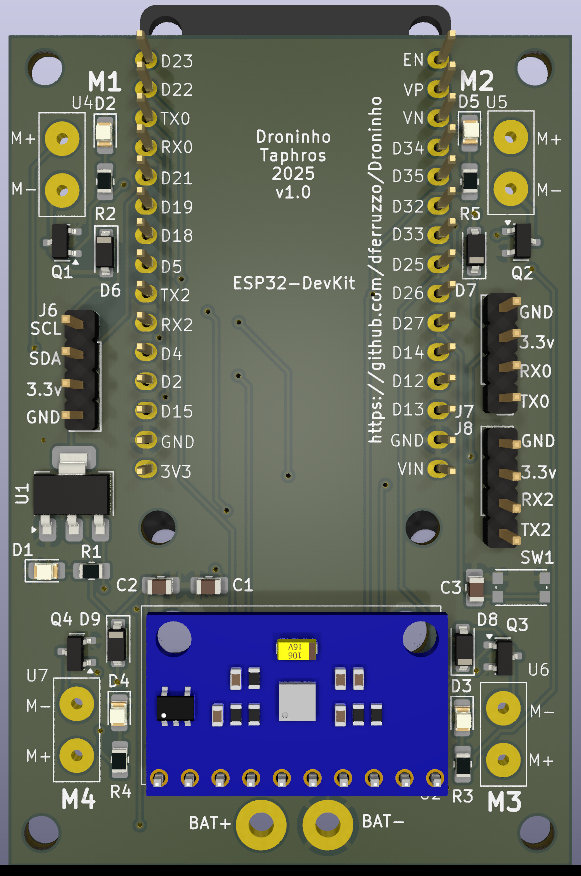 M1
M2
U4
D2
D5
U5
M+
M-
M+
M-
R2
R5
Q1
D6
D7
Q2
D23
D22
TX0
RX0
D21
D19
D18
D5
TX2
RX2
D4
D2
D15
GND
3V3
EN
VP
VN
D34
D35
D32
D33
D25
D26
D27
D14
D12
D13
GND
VIN
Droninho
Taphros
2025
v1.0
ESP32-DevKit
https://github.com/dferruzzo/Droninho
J6
SCL
SDA
3.3v
GND
GND
3.3v
RX0
TX0
J7
J8
GND
3.3v
RX2
TX2
U1
D1
R1
C2
C1
C3
SW1
Q4
D9
D8
Q3
U7
D4
D3
U6
M-
M+
M-
M+
106
16V
R4
R3
M4
M3
BAT+
BAT-